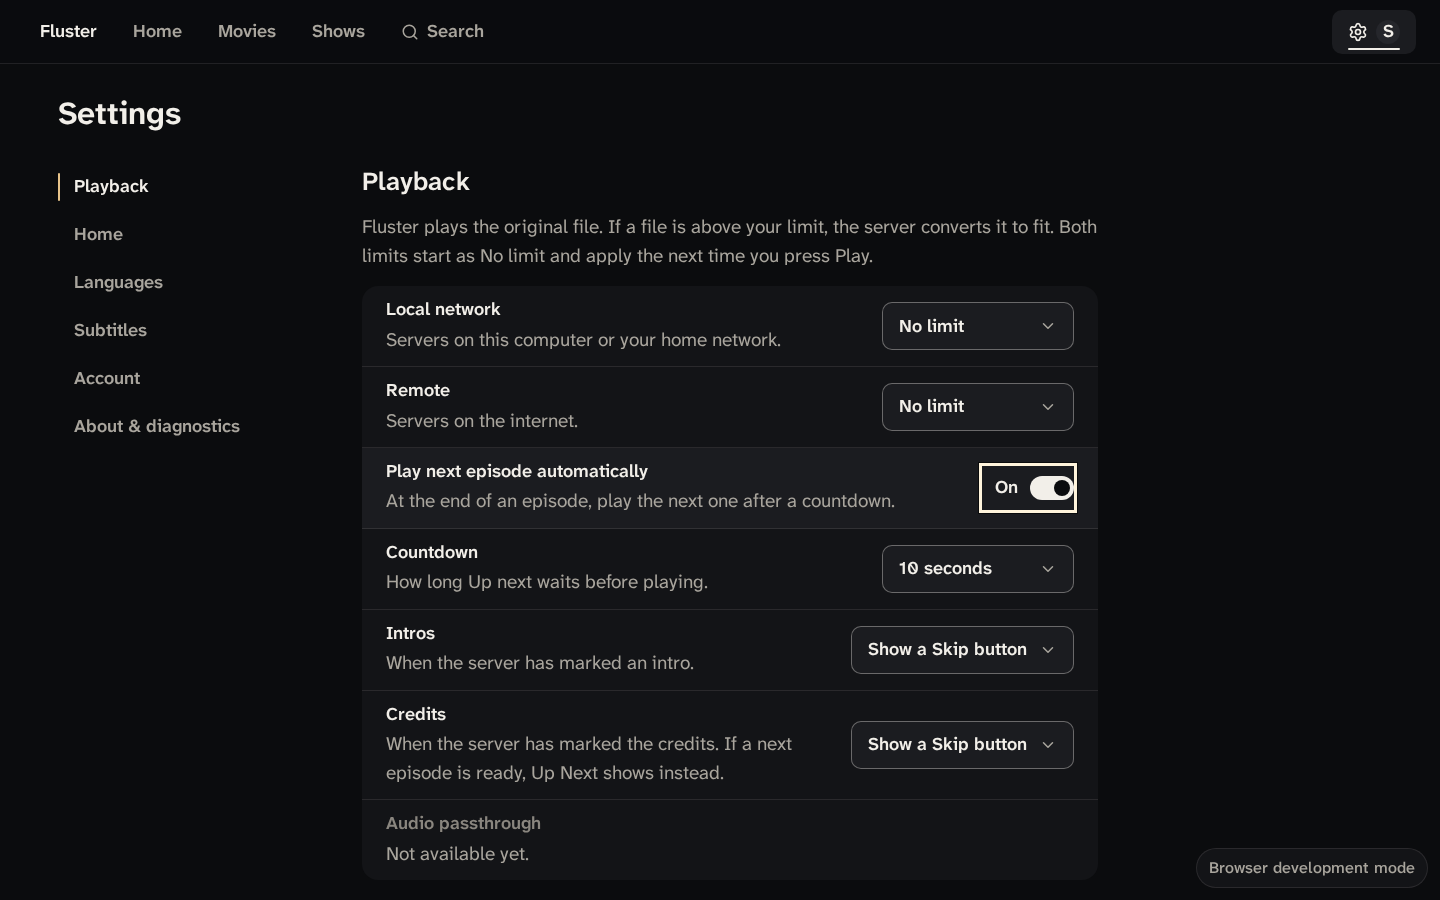 Fluster
Home
Movies
Shows
Search
S
Settings
Playback
Home
Languages
Subtitles
Account
About & diagnostics
Playback
Fluster plays the original file. If a file is above your limit, the server converts it to fit. Both
limits start as No limit and apply the next time you press Play.
Local network
Servers on this computer or your home network.
No limit
Remote
Servers on the internet.
No limit
Play next episode automatically
At the end of an episode, play the next one after a countdown.
On
Countdown
How long Up next waits before playing.
10 seconds
Intros
When the server has marked an intro.
Show a Skip button
Credits
When the server has marked the credits. If a next
episode is ready, Up Next shows instead.
Show a Skip button
Audio passthrough
Not available yet.
Browser development mode